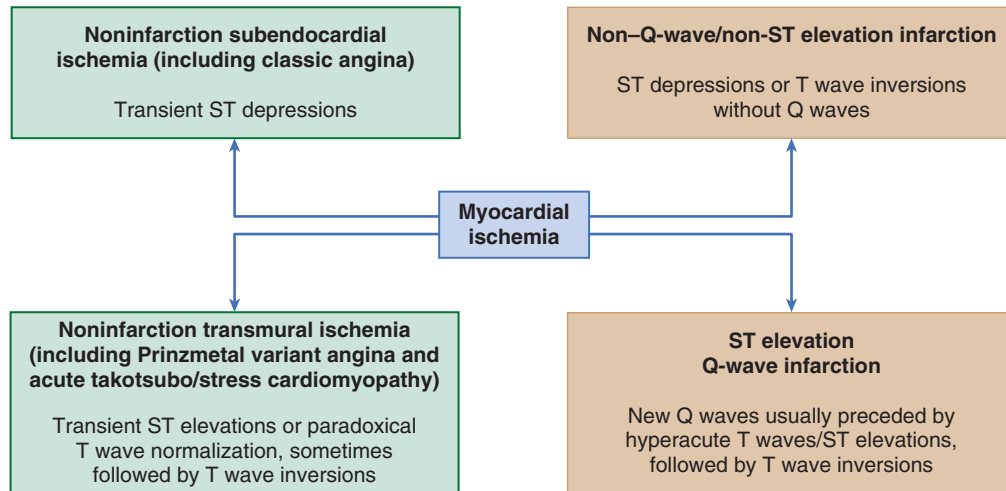 Noninfarction subendocardial
ischemia (including classic angina)
Transient ST depressions
Non–Q-wave/non-ST elevation infarction
ST depressions or T wave inversions
without Q waves
Myocardial
ischemia
Noninfarction transmural ischemia
(including Prinzmetal variant angina and
acute takotsubo/stress cardiomyopathy)
Transient ST elevations or paradoxical
T wave normalization, sometimes
followed by T wave inversions
ST elevation
Q-wave infarction
New Q waves usually preceded by
hyperacute T waves/ST elevations,
followed by T wave inversions